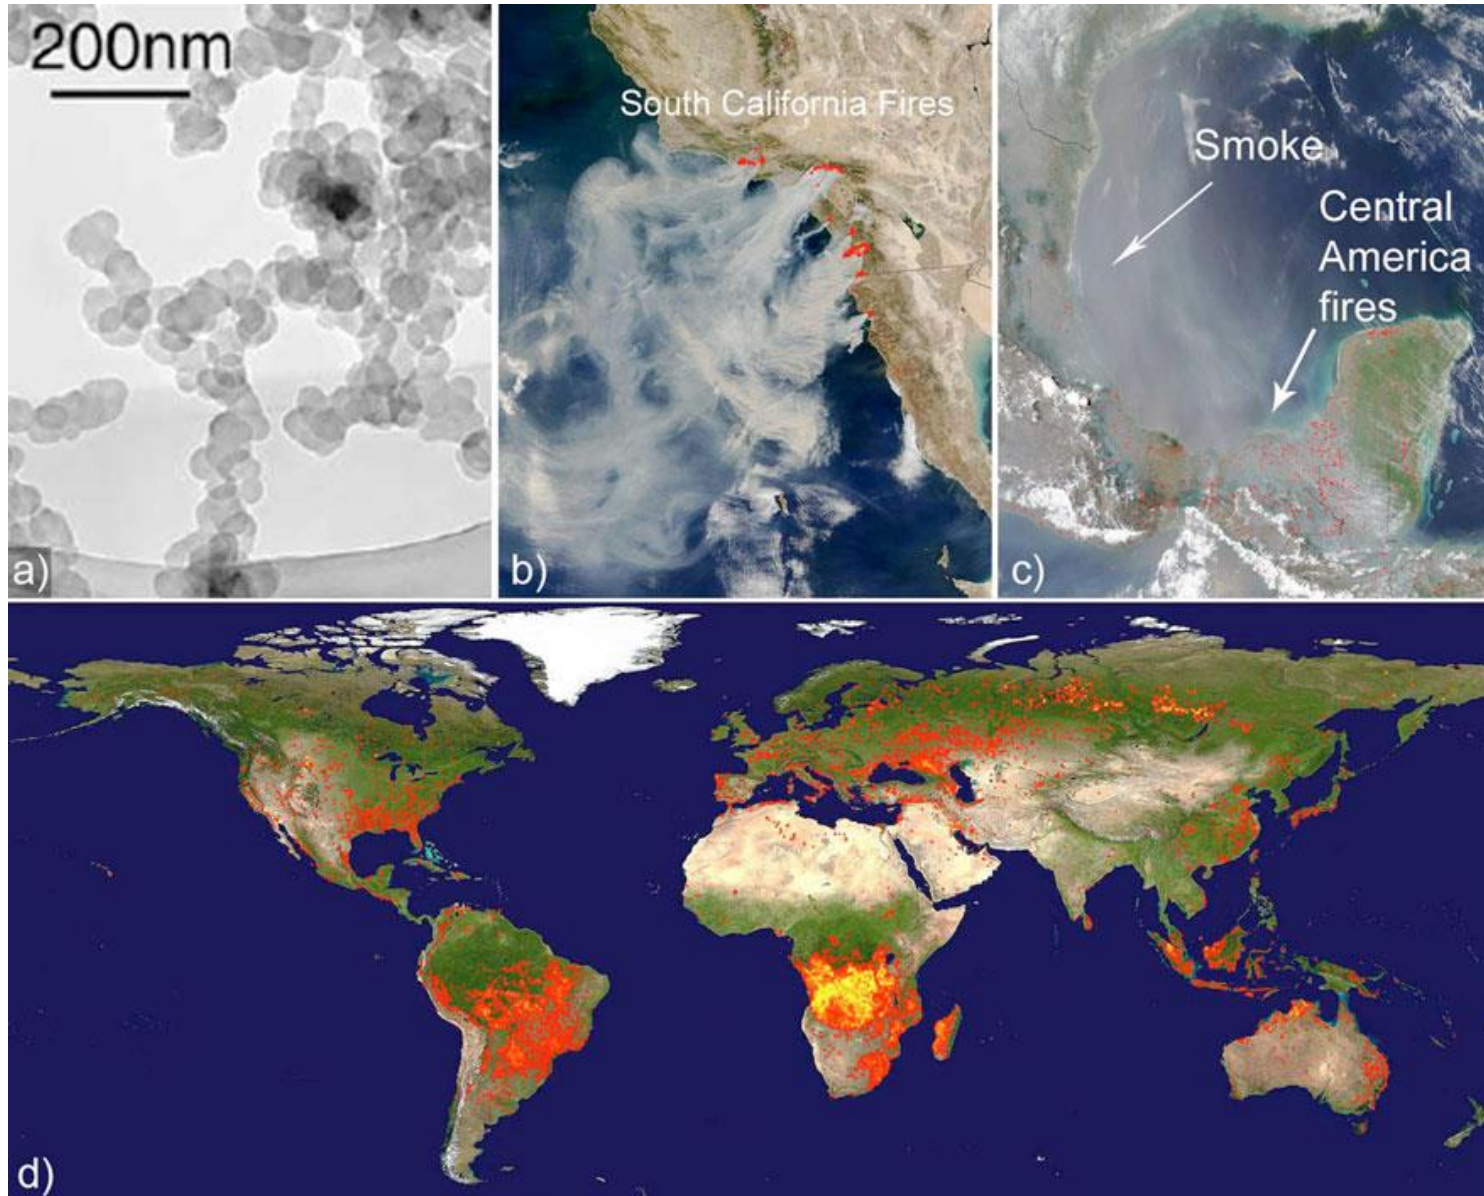 200nm
South California Fires
Smoke
Central
America
fires
a)
b)
c)
d)